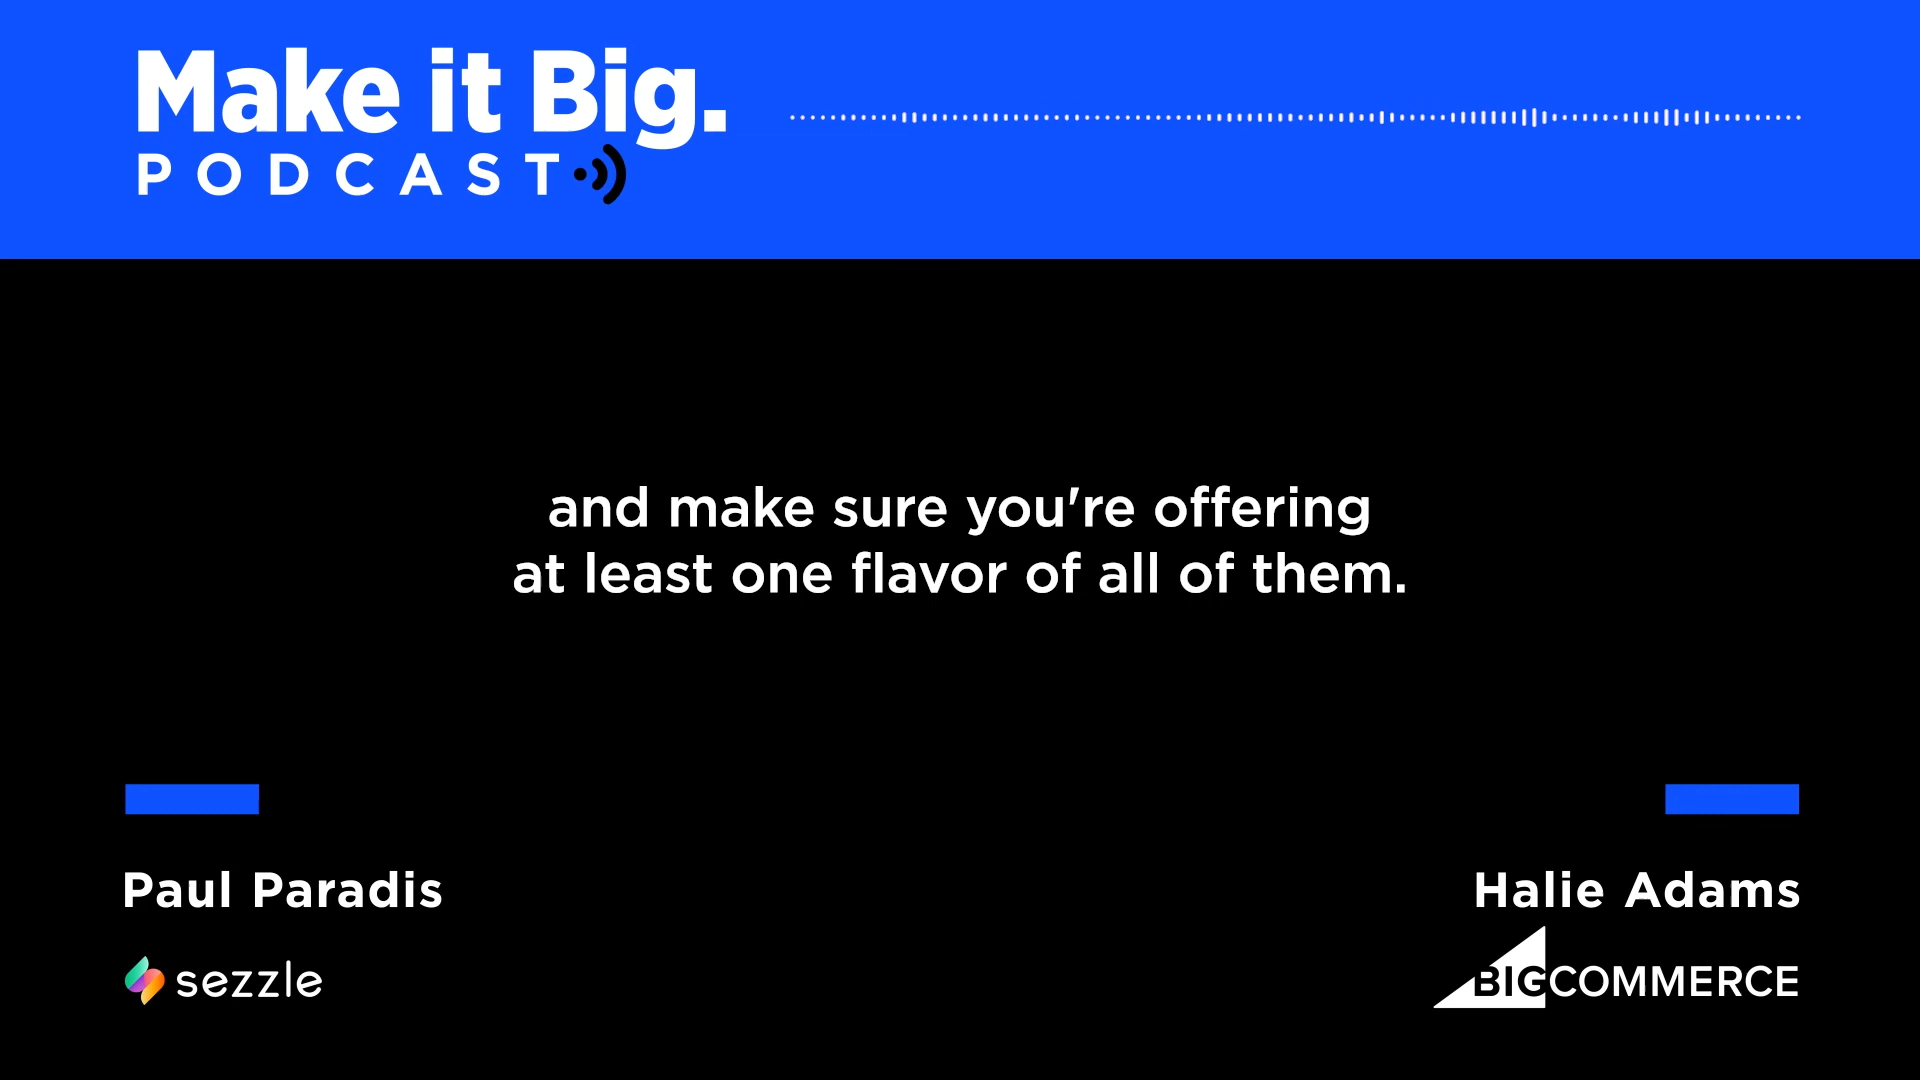 Make it Big.
PODCAST
and make sure you're offering
at least one flavor of all of them.
Paul Paradis
Halie Adams
sezzle
BIGCOMMERCE